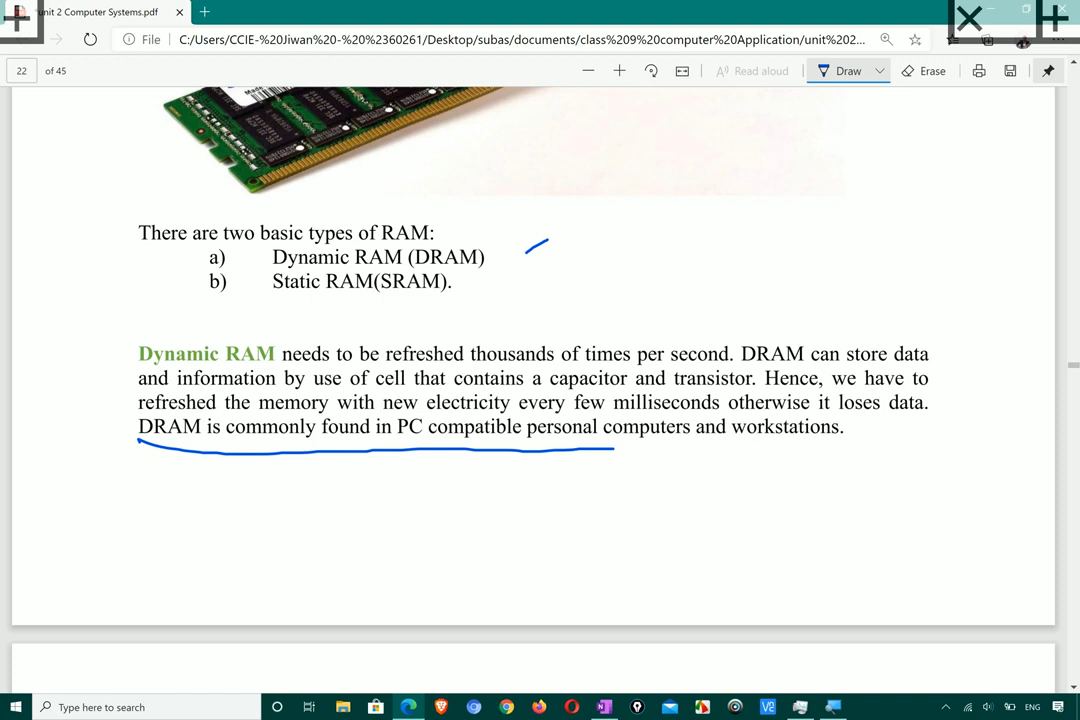 unit 2 Computer Systems.pdf
File
C:/Users/CCIE-%20Jiwan%20-%20%2360261/Desktop/subas/documents/class%209%20computer%20Application/unit%202...
22 of 45
Read aloud
Draw
Erase
Made
There are two basic types of RAM:
a) Dynamic RAM (DRAM)
b) Static RAM(SRAM).
Dynamic RAM needs to be refreshed thousands of times per second. DRAM can store data
and information by use of cell that contains a capacitor and transistor. Hence, we have to
refreshed the memory with new electricity every few milliseconds otherwise it loses data.
DRAM is commonly found in PC compatible personal computers and workstations.
Type here to search
ENG